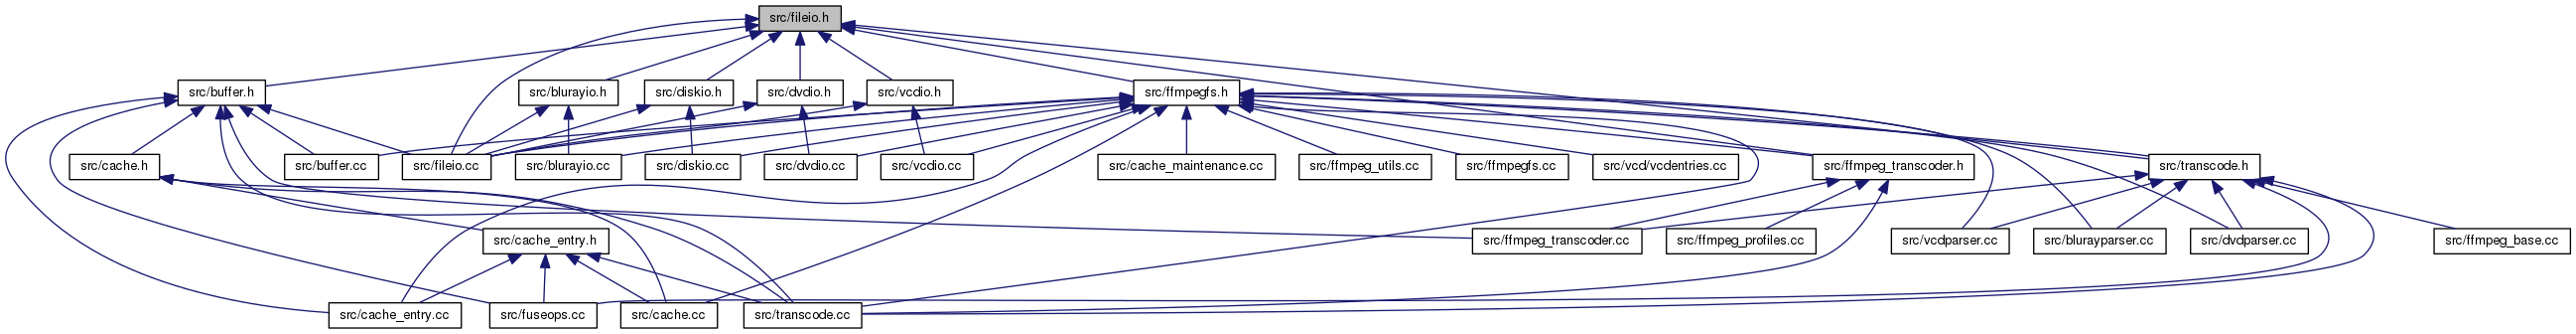 src/fileio.h
src/buffer.h
src/blurayio.h
src/diskio.h
src/dvdio.h
src/vcdio.h
src/ffmpegfs.h
src/cache.h
src/buffer.cc
src/fileio.cc
src/blurayio.cc
src/diskio.cc
src/dvdio.cc
src/vcdio.cc
src/cache_maintenance.cc
src/ffmpeg_utils.cc
src/ffmpegfs.cc
src/vcd/vcdentries.cc
src/ffmpeg_transcoder.h
src/transcode.h
src/cache_entry.h
src/ffmpeg_transcoder.cc
src/ffmpeg_profiles.cc
src/vcdparser.cc
src/blurayparser.cc
src/dvdparser.cc
src/ffmpeg_base.cc
src/cache_entry.cc
src/fuseops.cc
src/cache.cc
src/transcode.cc